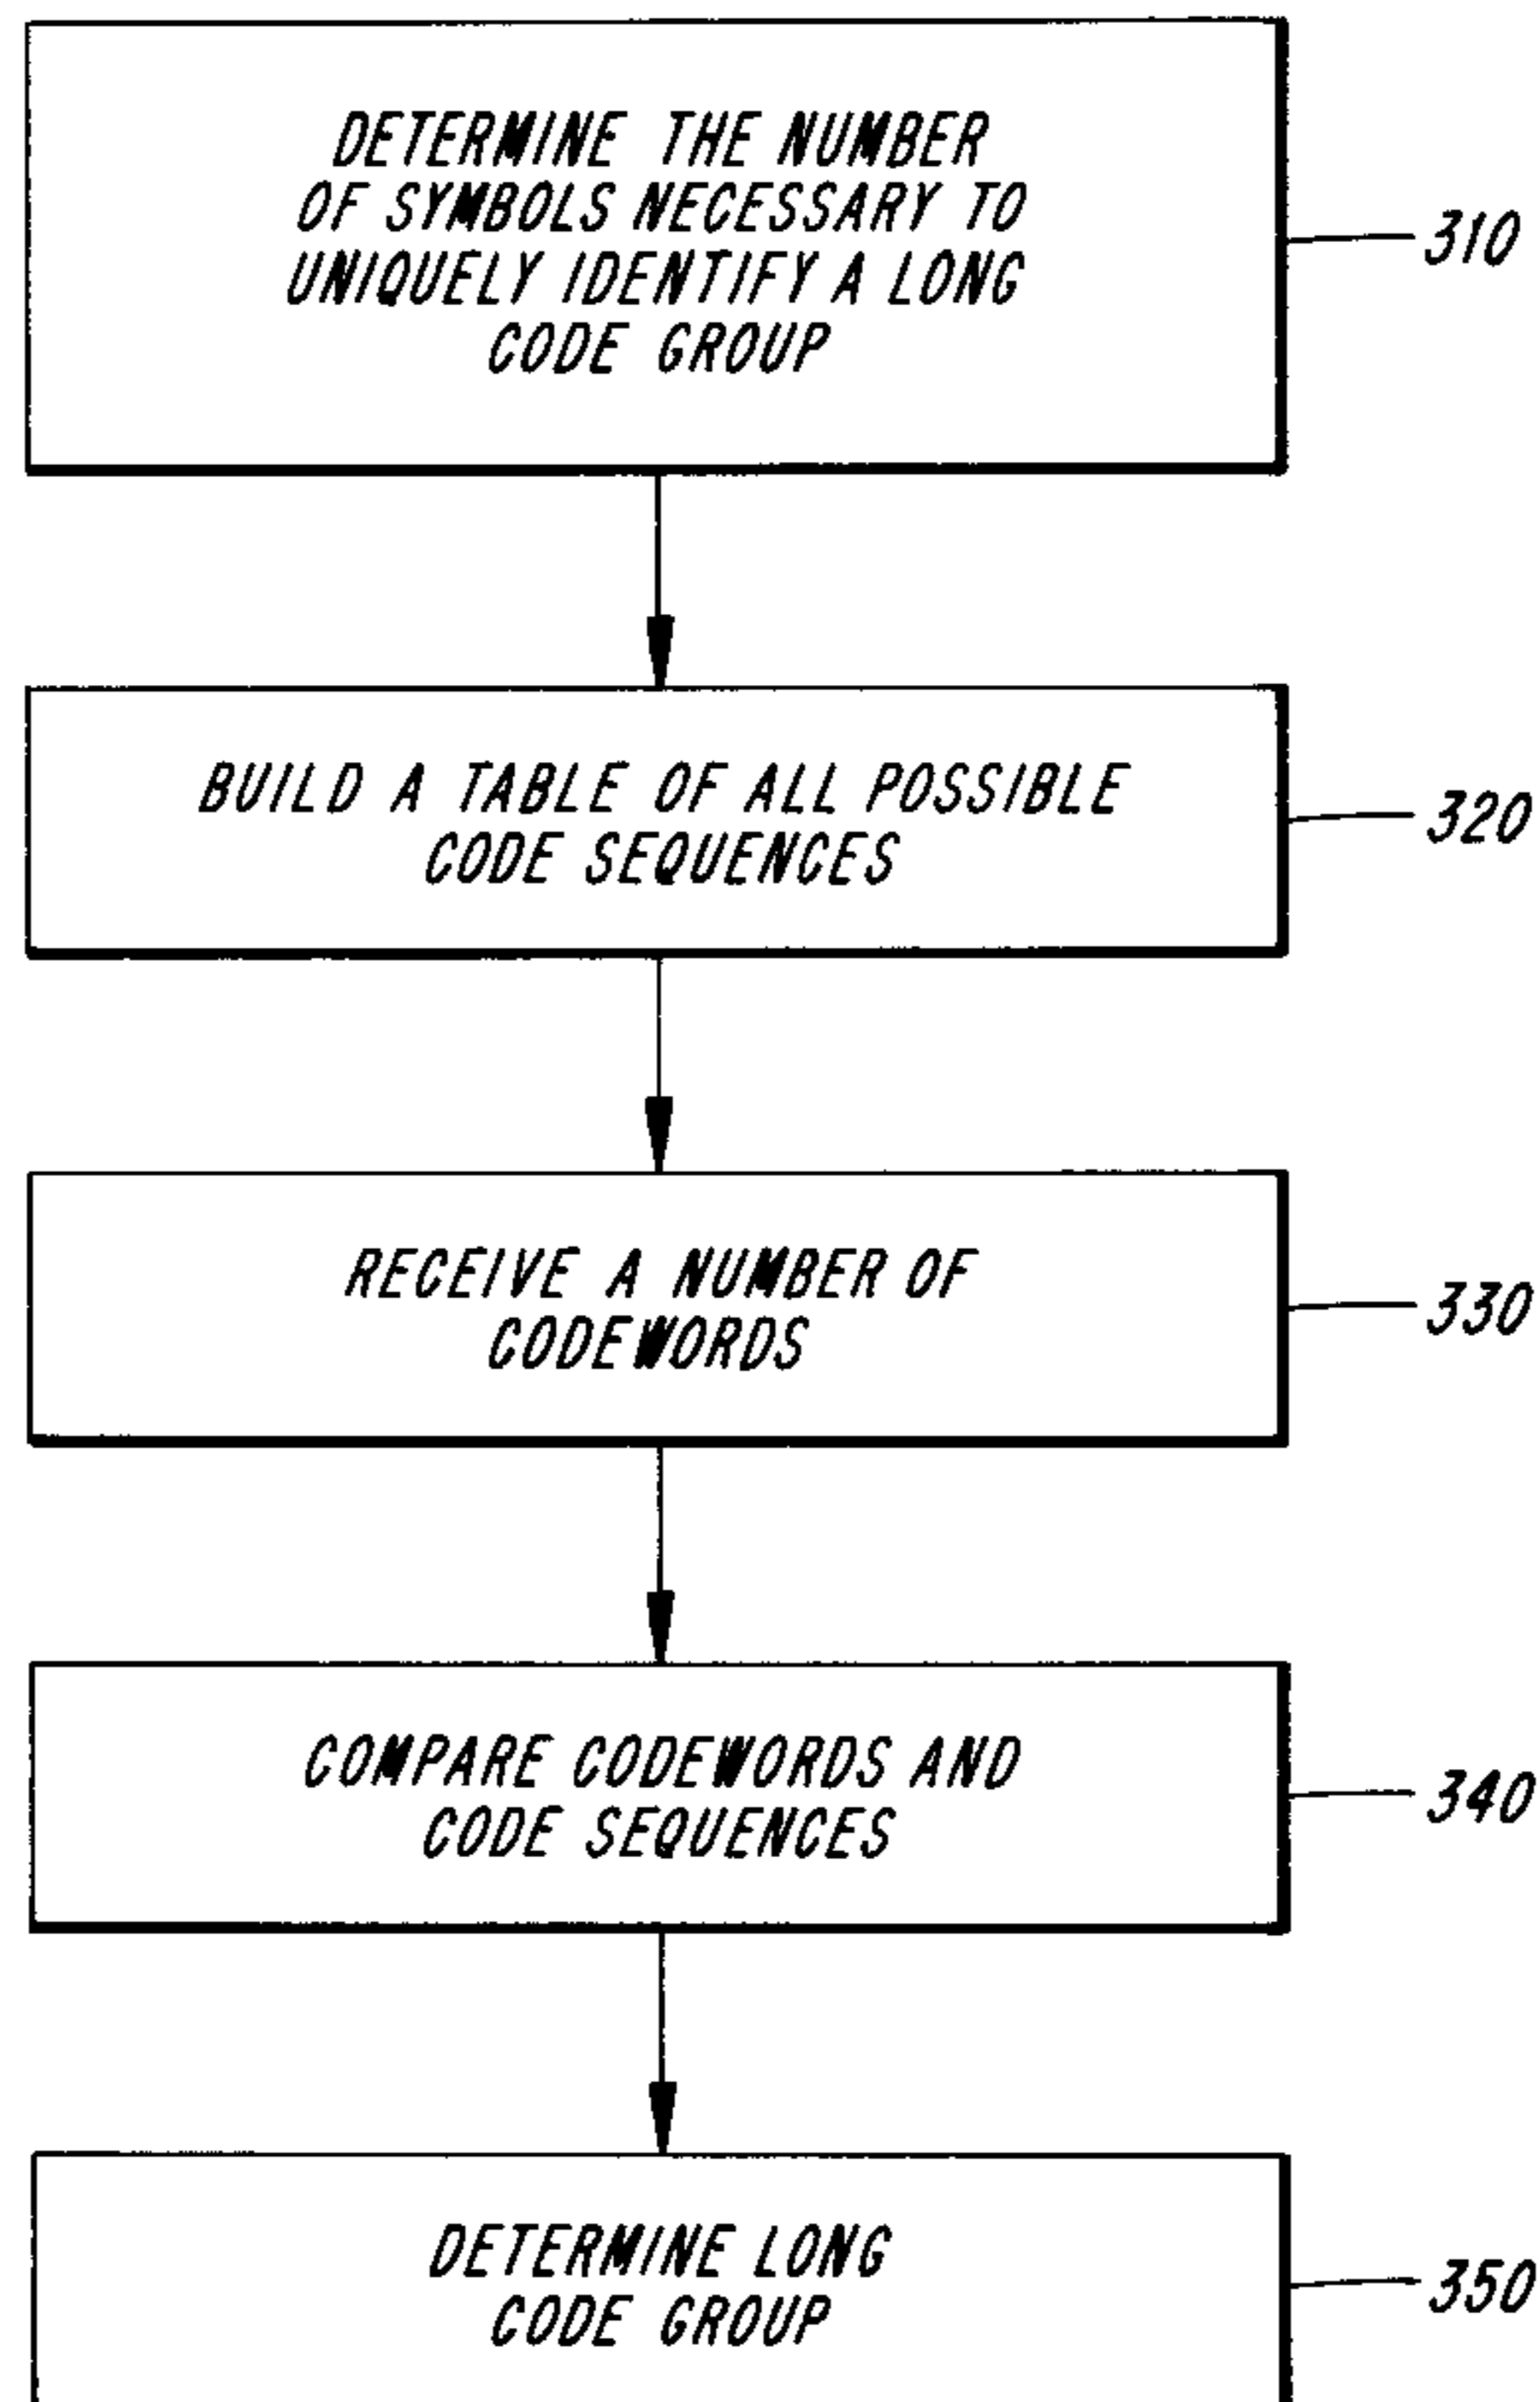 DETERMINE THE NUMBER
OF SYMBOLS NECESSARY TO
UNIQUELY IDENTIFY A LONG
CODE GROUP
310
BUILD A TABLE OF ALL POSSIBLE
CODE SEQUENCES
320
RECEIVE A NUMBER OF
CODEWORDS
330
COMPARE CODEWORDS AND
CODE SEQUENCES
340
DETERMINE LONG
CODE GROUP
350